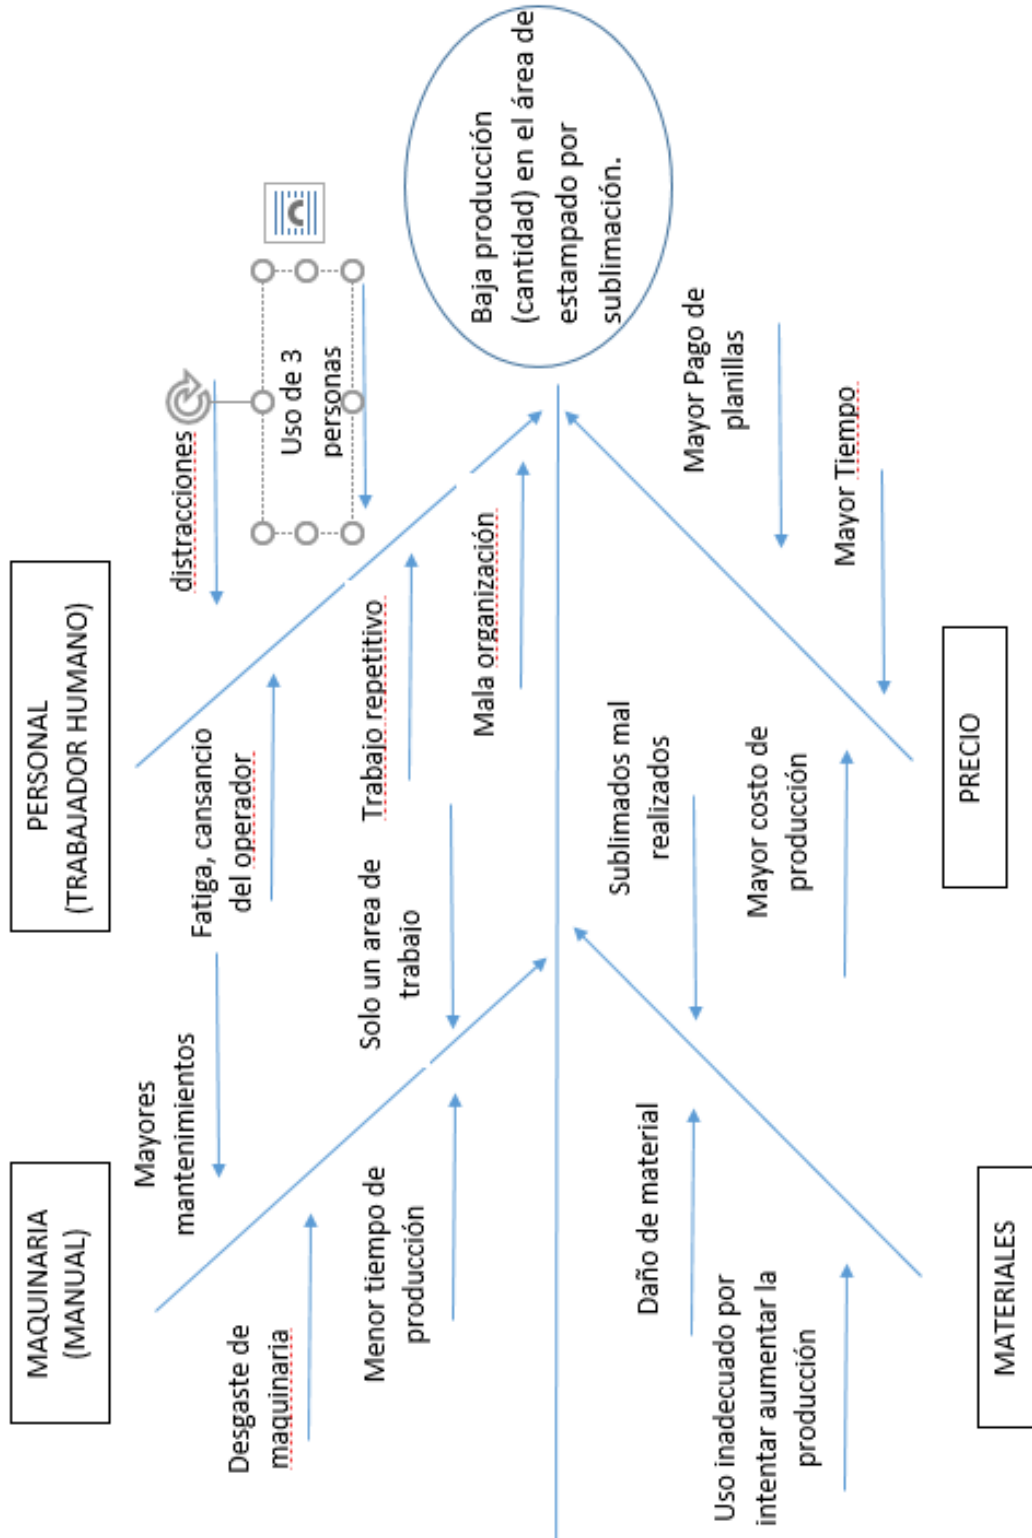 MAQUINARIA
(MANUAL)
PERSONAL
(TRABAJADOR HUMANO)
Mayores
mantenimientos
Desgaste de
maquinaria
Menor tiempo de
producción
Solo un area de
trabajo
Fatiga, cansancio
del operador
Trabajo repetitivo
Mala organización
distracciones
Uso de 3
personas
Baja producción
(cantidad) en el área de
estampado por
sublimación.
Daño de material
Uso inadecuado por
intentar aumentar la
producción
Sublimados mal
realizados
Mayor costo de
producción
Mayor Pago de
planillas
Mayor Tiempo
MATERIALES
PRECIO